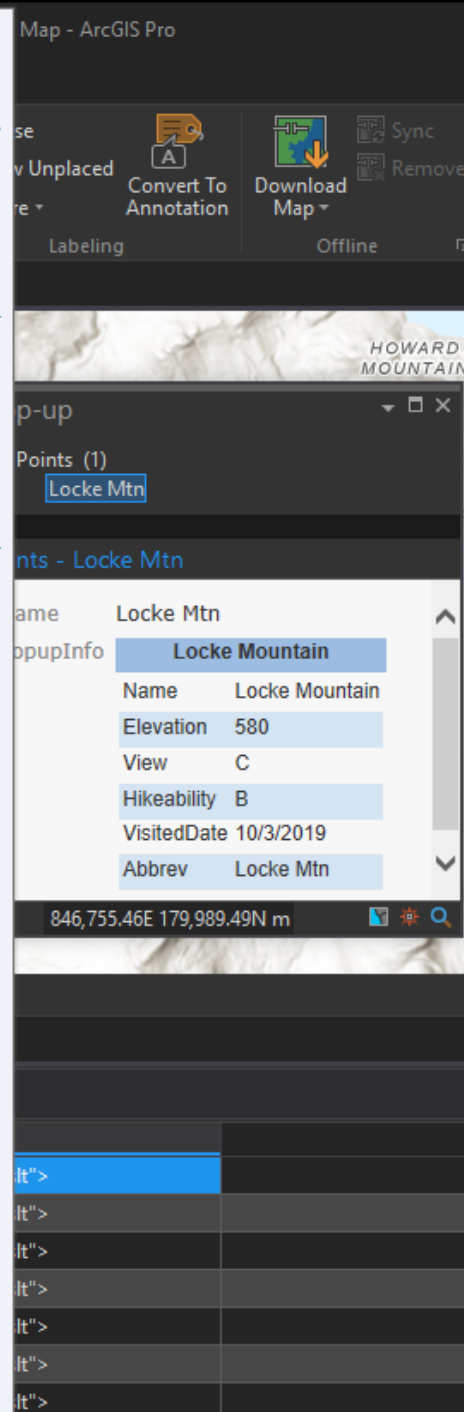 Map - ArcGIS Pro
se
v Unplaced
re
Convert To
Annotation
Download
Map
Sync
Remove
Labeling
Offline
HOWARD
MOUNTAIN
p-up
Points (1)
Locke Mtn
nts - Locke Mtn
ame Locke Mtn
opupInfo Locke Mountain
Name Locke Mountain
Elevation 580
View C
Hikeability B
VisitedDate 10/3/2019
Abbrev Locke Mtn
846,755.46E 179,989.49N m
lt">
lt">
lt">
lt">
lt">
lt">
lt">